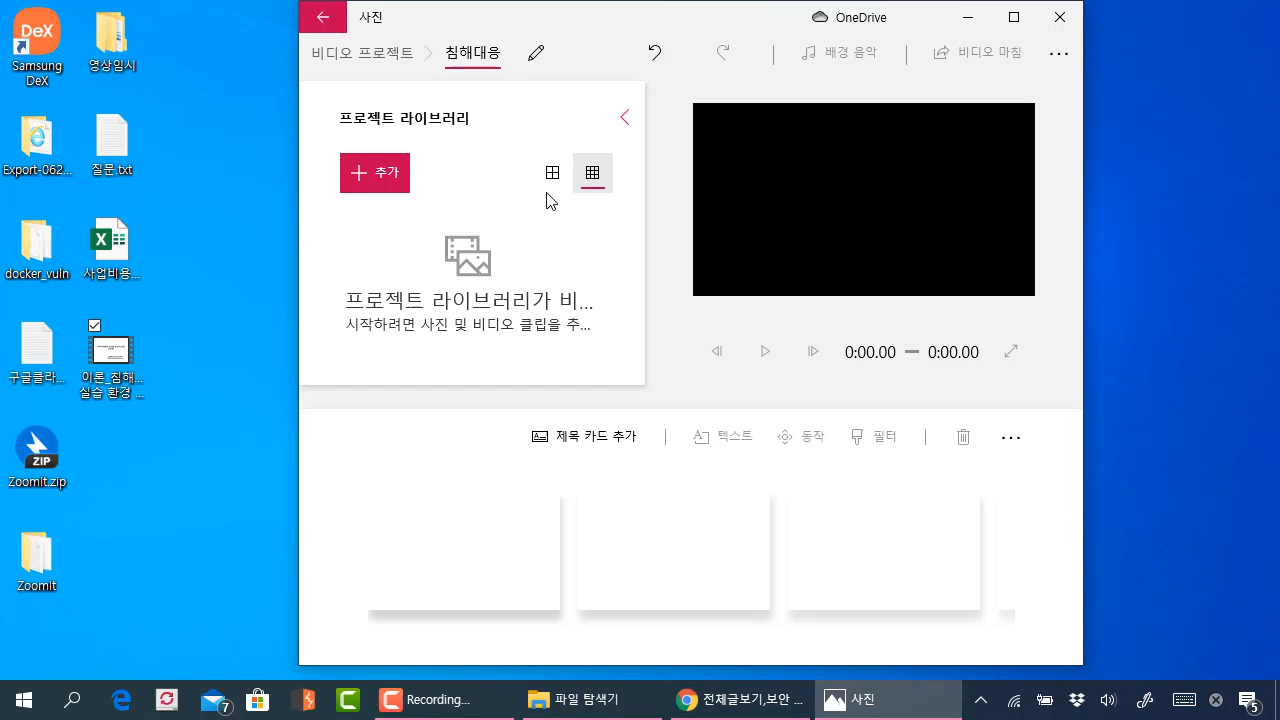 DeX
Samsung
DeX
영상임시
Export-062...
질문.txt
docker_vuln
사업비용...
구글클라...
이론_침해...
실습 환경 ...
ZIP
Zoomit.zip
Zoomit
사진
OneDrive
비디오 프로젝트
침해대응
배경 음악
비디오 마침
프로젝트 라이브러리
추가
프로젝트 라이브러리가 비...
시작하려면 사진 및 비디오 클립을 추...
0:00.00
0:00.00
제목 카드 추가
텍스트
동작
필터
7
Recording...
파일 탐색기
전체글보기,보안 ...
사진
5